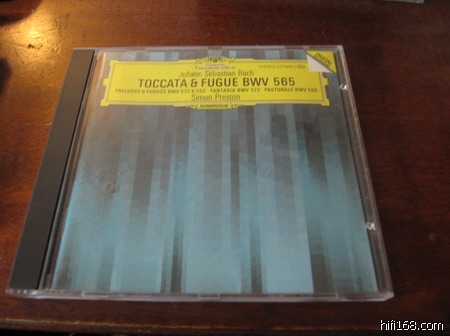 Johann Sebastian Bach
TOCCATA & FUGUE BWV 565
PRELUDES & FUGUES BWV 532 & 552 · FANTASIA BWV 572 · PASTORALE BWV 590
Simon Preston
NUMERIQUE
hifi168.com